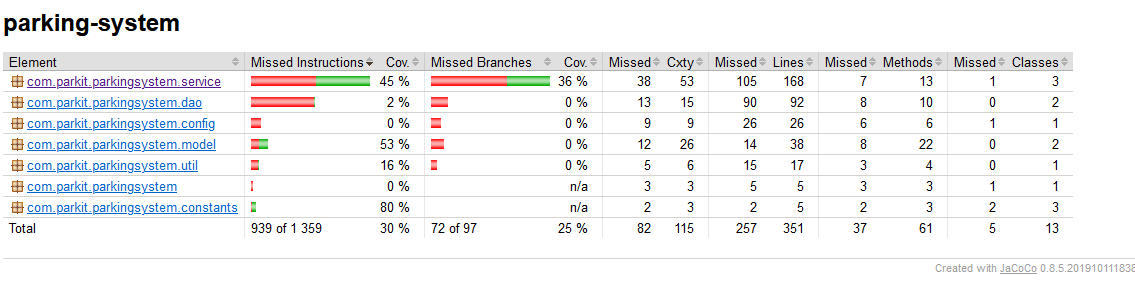 parking-system
Element Missed Instructions Cov. Missed Branches Cov. Missed Cxty Missed Lines Missed Methods Missed Classes
com.parkit.parkingsystem.service 45 % 36 % 38 53 105 168 7 13 1 3
com.parkit.parkingsystem.dao 2 % 0 % 13 15 90 92 8 10 0 2
com.parkit.parkingsystem.config 0 % 0 % 9 9 26 26 6 6 1 1
com.parkit.parkingsystem.model 53 % 0 % 12 26 14 38 8 22 0 2
com.parkit.parkingsystem.util 16 % 0 % 5 6 15 17 3 4 0 1
com.parkit.parkingsystem 0 % n/a 3 3 5 5 3 3 1 1
com.parkit.parkingsystem.constants 80 % n/a 2 3 2 5 2 3 2 3
Total 939 of 1 359 30 % 72 of 97 25 % 82 115 257 351 37 61 5 13
Created with JaCoCo 0.8.5.201910111838